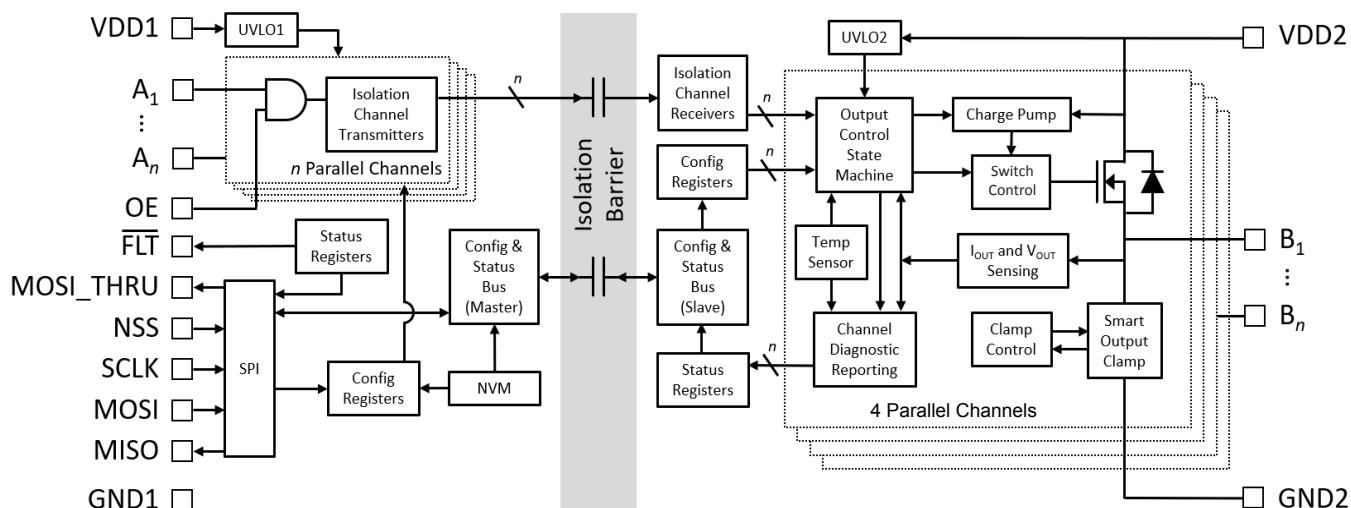 VDD1
UVLO1
A1
⋮
An
OE
FLT
MOSI_THRU
NSS
SCLK
MOSI
MISO
GND1
Isolation
Channel
Transmitters
n Parallel Channels
Status
Registers
SPI
Config
Registers
NVM
Config &
Status
Bus
(Master)
n
Isolation
Barrier
Isolation
Channel
Receivers
n
Config
Registers
n
Config &
Status
Bus
(Slave)
Status
Registers
n
UVLO2
Output
Control
State
Machine
Charge Pump
Switch
Control
Temp
Sensor
IOUT and VOUT
Sensing
Channel
Diagnostic
Reporting
Clamp
Control
Smart
Output
Clamp
4 Parallel Channels
VDD2
B1
⋮
Bn
GND2